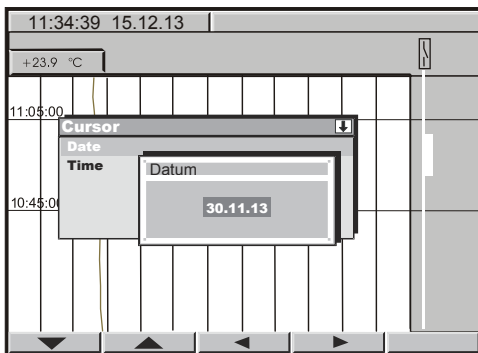 11:34:39 15.12.13
+23.9 °C
11:05:00
Cursor
Date
Time
Datum
30.11.13
10:45:0